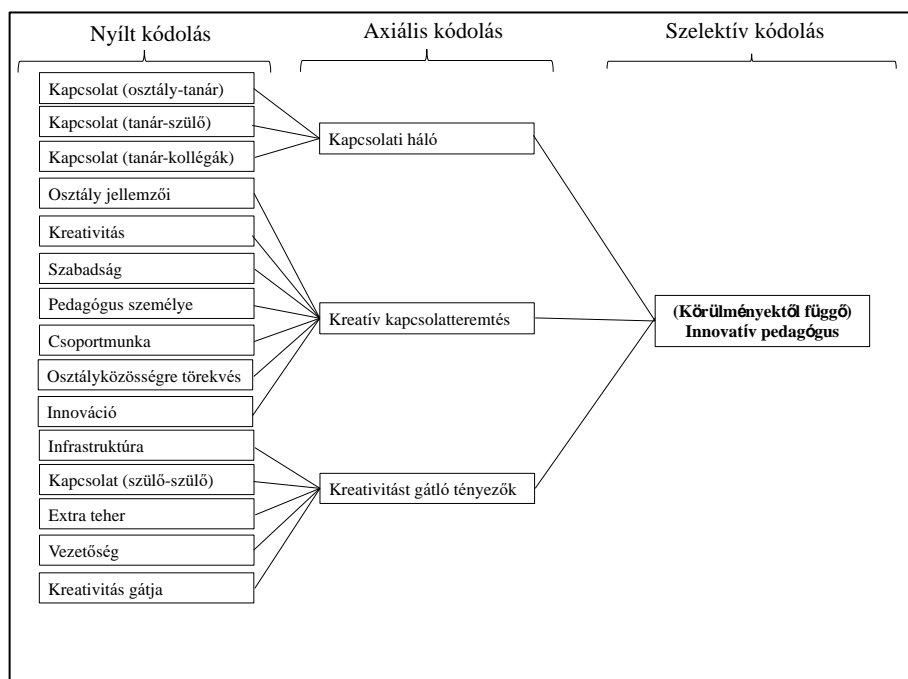 Nyílt kódolás
Axiális kódolás
Szelektív kódolás
Kapcsolat (osztály-tanár)
Kapcsolat (tanár-szülő)
Kapcsolat (tanár-kollégák)
Osztály jellemzői
Kreativitás
Szabadság
Pedagógus személye
Csoportmunka
Osztályközösségre törekvés
Innováció
Infrastruktúra
Kapcsolat (szülő-szülő)
Extra teher
Vezetőség
Kreativitás gátja
Kapcsolati háló
Kreatív kapcsolatteremtés
Kreativitást gátló tényezők
(Körülményektől függő)
Innovatív pedagógus